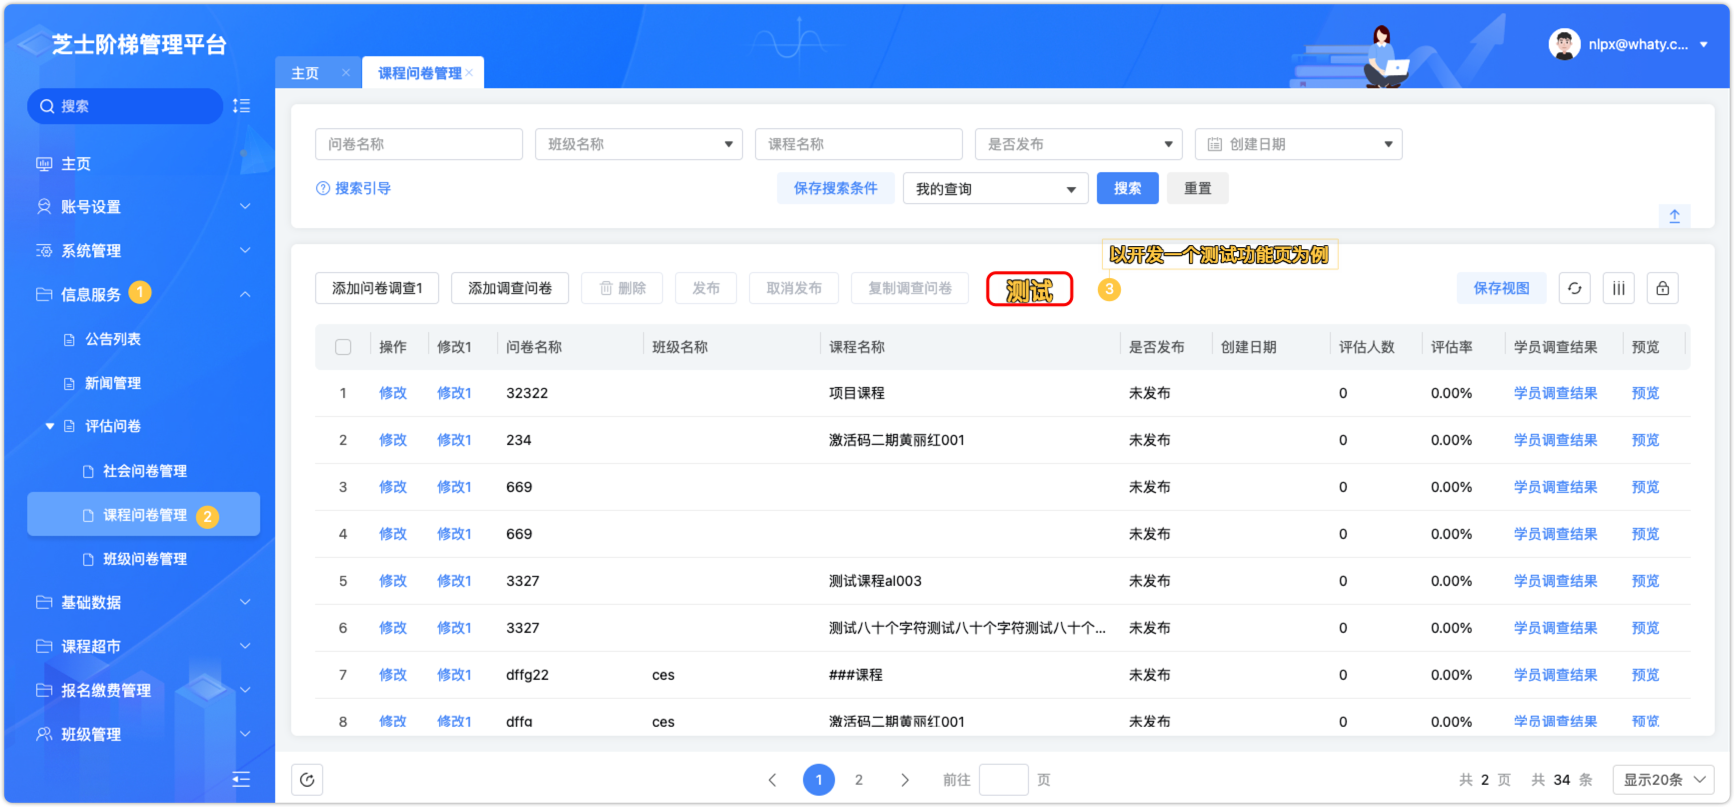 芝士阶梯管理平台
nlpx@whaty.c...
主页
课程问卷管理
搜索
主页
账号设置
系统管理
信息服务 1
公告列表
新闻管理
评估问卷
社会问卷管理
课程问卷管理 2
班级问卷管理
基础数据
课程超市
报名缴费管理
班级管理
问卷名称 班级名称 课程名称 是否发布 创建日期
搜索引导 保存搜索条件 我的查询 搜索 重置
以开发一个测试功能页为例
添加问卷调查1 添加调查问卷 删除 发布 取消发布 复制调查问卷 测试 3 保存视图
操作 修改1 问卷名称 班级名称 课程名称 是否发布 创建日期 评估人数 评估率 学员调查结果 预览
1 修改 修改1 32322 项目课程 未发布 0 0.00% 学员调查结果 预览
2 修改 修改1 234 激活码二期黄丽红001 未发布 0 0.00% 学员调查结果 预览
3 修改 修改1 669 未发布 0 0.00% 学员调查结果 预览
4 修改 修改1 669 未发布 0 0.00% 学员调查结果 预览
5 修改 修改1 3327 测试课程al003 未发布 0 0.00% 学员调查结果 预览
6 修改 修改1 3327 测试八十个字符测试八十个字符测试八十个... 未发布 0 0.00% 学员调查结果 预览
7 修改 修改1 dffg22 ces ###课程 未发布 0 0.00% 学员调查结果 预览
8 修改 修改1 dffg ces 激活码二期黄丽红001 未发布 0 0.00% 学员调查结果 预览
1 2 前往 页 共 2 页 共 34 条 显示20条